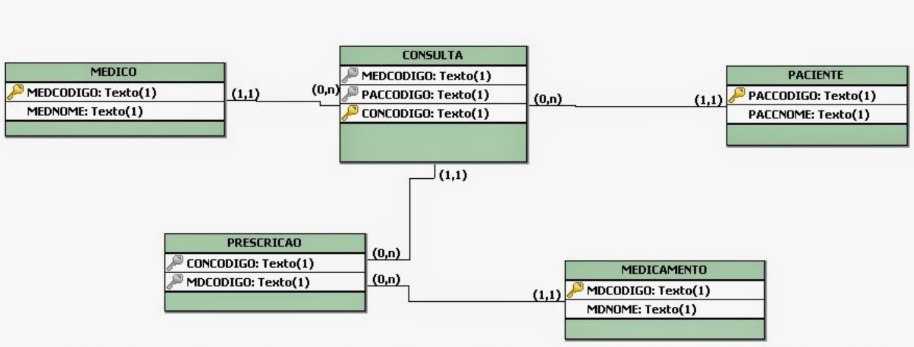 MEDICO
MEDCODIGO: Texto(1)
MEDNOME: Texto(1)
(1,1)
(0,n)
CONSULTA
MEDCODIGO: Texto(1)
PACCODIGO: Texto(1)
CONCODIGO: Texto(1)
(0,n)
(1,1)
PACIENTE
PACCODIGO: Texto(1)
PACCNOME: Texto(1)
(1,1)
PRESCRICAO
CONCODIGO: Texto(1)
MDCODIGO: Texto(1)
(0,n)
(0,n)
(1,1)
MEDICAMENTO
MDCODIGO: Texto(1)
MDNOME: Texto(1)